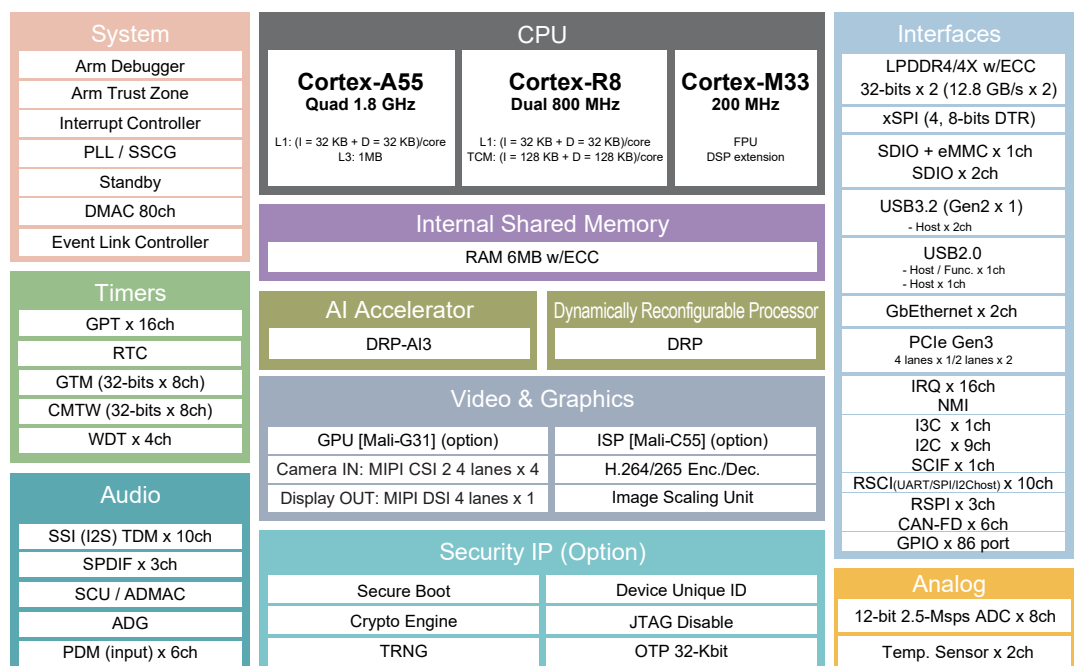 System
Arm Debugger
Arm Trust Zone
Interrupt Controller
PLL / SSCG
Standby
DMAC 80ch
Event Link Controller
Timers
GPT x 16ch
RTC
GTM (32-bits x 8ch)
CMTW (32-bits x 8ch)
WDT x 4ch
Audio
SSI (I2S) TDM x 10ch
SPDIF x 3ch
SCU / ADMAC
ADG
PDM (input) x 6ch
CPU
Cortex-A55
Quad 1.8 GHz
L1: (I = 32 KB + D = 32 KB)/core
L3: 1MB
Cortex-R8
Dual 800 MHz
L1: (I = 32 KB + D = 32 KB)/core
TCM: (I = 128 KB + D = 128 KB)/core
Cortex-M33
200 MHz
FPU
DSP extension
Internal Shared Memory
RAM 6MB w/ECC
AI Accelerator
DRP-AI3
Dynamically Reconfigurable Processor
DRP
Video & Graphics
GPU [Mali-G31] (option)
Camera IN: MIPI CSI 2 4 lanes x 4
Display OUT: MIPI DSI 4 lanes x 1
ISP [Mali-C55] (option)
H.264/265 Enc./Dec.
Image Scaling Unit
Security IP (Option)
Secure Boot
Crypto Engine
TRNG
Device Unique ID
JTAG Disable
OTP 32-Kbit
Interfaces
LPDDR4/4X w/ECC
32-bits x 2 (12.8 GB/s x 2)
xSPI (4, 8-bits DTR)
SDIO + eMMC x 1ch
SDIO x 2ch
USB3.2 (Gen2 x 1)
- Host x 2ch
USB2.0
- Host / Func. x 1ch
- Host x 1ch
GbEthernet x 2ch
PCIe Gen3
4 lanes x 1/2 lanes x 2
IRQ x 16ch
NMI
I3C x 1ch
I2C x 9ch
SCIF x 1ch
RSCI(UART/SPI/I2Chost) x 10ch
RSPI x 3ch
CAN-FD x 6ch
GPIO x 86 port
Analog
12-bit 2.5-Msps ADC x 8ch
Temp. Sensor x 2ch